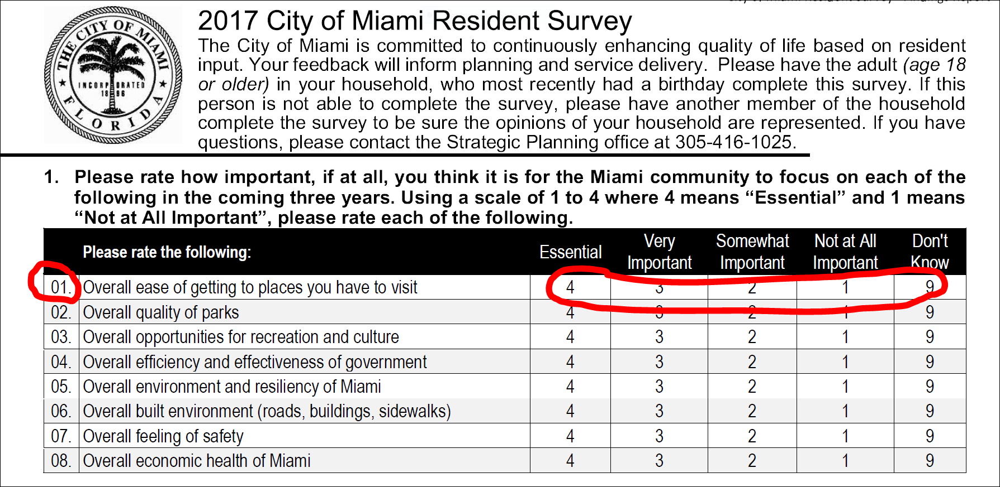 THE CITY OF MIAMI
INCORPORATED
1896
FLORIDA
2017 City of Miami Resident Survey
The City of Miami is committed to continuously enhancing quality of life based on resident
input. Your feedback will inform planning and service delivery.  Please have the adult (age 18
or older) in your household, who most recently had a birthday complete this survey. If this
person is not able to complete the survey, please have another member of the household
complete the survey to be sure the opinions of your household are represented. If you have
questions, please contact the Strategic Planning office at 305-416-1025.
1. Please rate how important, if at all, you think it is for the Miami community to focus on each of the
following in the coming three years. Using a scale of 1 to 4 where 4 means “Essential” and 1 means
“Not at All Important”, please rate each of the following.
Please rate the following: Essential Very Important Somewhat Important Not at All Important Don't Know
01. Overall ease of getting to places you have to visit 4 3 2 1 9
02. Overall quality of parks 4 3 2 1 9
03. Overall opportunities for recreation and culture 4 3 2 1 9
04. Overall efficiency and effectiveness of government 4 3 2 1 9
05. Overall environment and resiliency of Miami 4 3 2 1 9
06. Overall built environment (roads, buildings, sidewalks) 4 3 2 1 9
07. Overall feeling of safety 4 3 2 1 9
08. Overall economic health of Miami 4 3 2 1 9